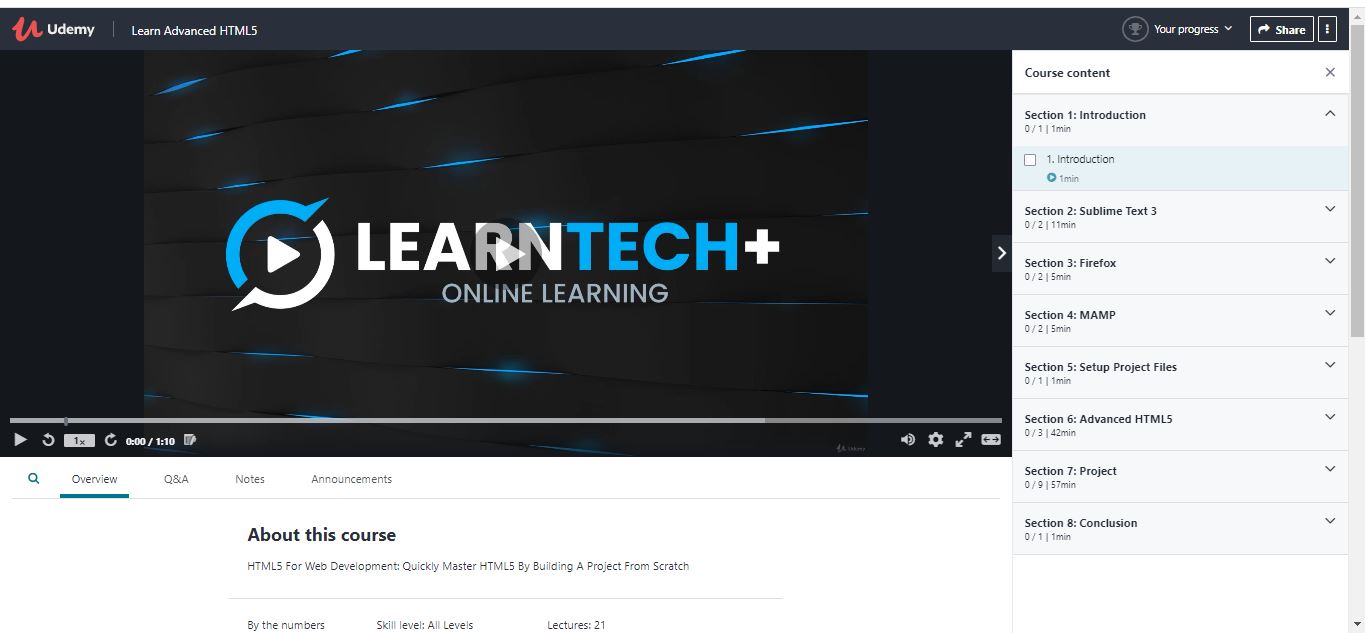 Udemy
Learn Advanced HTML5
Your progress
Share
LEARNTECH+
ONLINE LEARNING
1x
0:00 / 1:10
Udemy
Overview
Q&A
Notes
Announcements
About this course
HTML5 For Web Development: Quickly Master HTML5 By Building A Project From Scratch
By the numbers
Skill level: All Levels
Lectures: 21
Course content
Section 1: Introduction
0 / 1 | 1min
1. Introduction
1min
Section 2: Sublime Text 3
0 / 2 | 11min
Section 3: Firefox
0 / 2 | 5min
Section 4: MAMP
0 / 2 | 5min
Section 5: Setup Project Files
0 / 1 | 1min
Section 6: Advanced HTML5
0 / 3 | 42min
Section 7: Project
0 / 9 | 57min
Section 8: Conclusion
0 / 1 | 1min